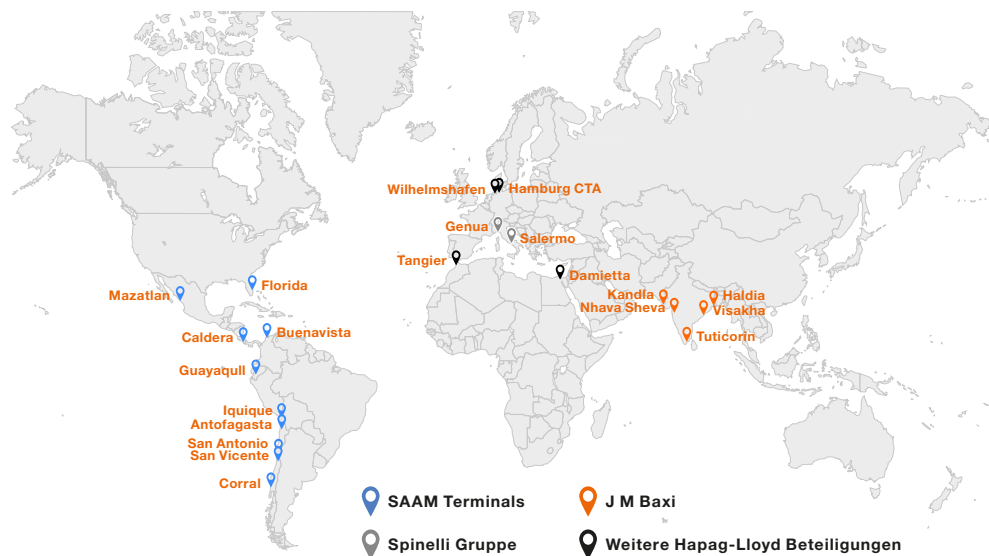 Wilhelmshafen
Hamburg CTA
Genua
Salermo
Tangier
Damietta
Florida
Mazatlan
Kandla
Haldia
Nhava Sheva
Visakha
Buenavista
Caldera
Tuticorin
Guayaqull
Iquique
Antofagasta
San Antonio
San Vicente
Corral
SAAM Terminals
J M Baxi
Spinelli Gruppe
Weitere Hapag-Lloyd Beteiligungen